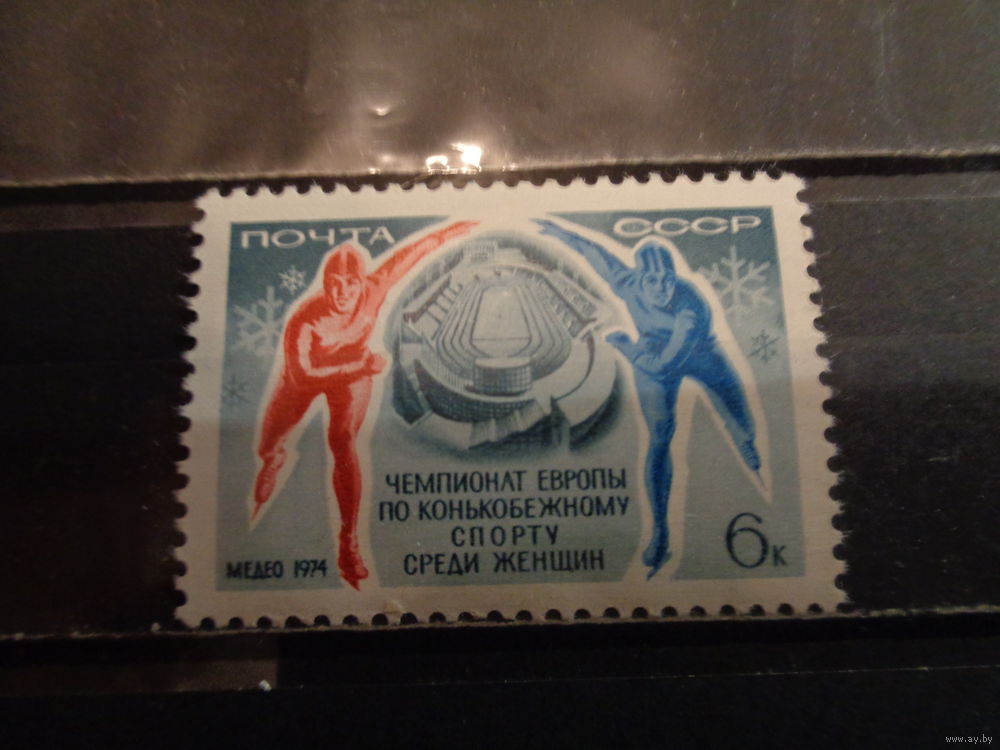 ПОЧТА СССР
ЧЕМПИОНАТ ЕВРОПЫ
ПО КОНЬКОБЕЖНОМУ
СПОРТУ
СРЕДИ ЖЕНЩИН
МЕДЕО 1974
6к
www.ay.by